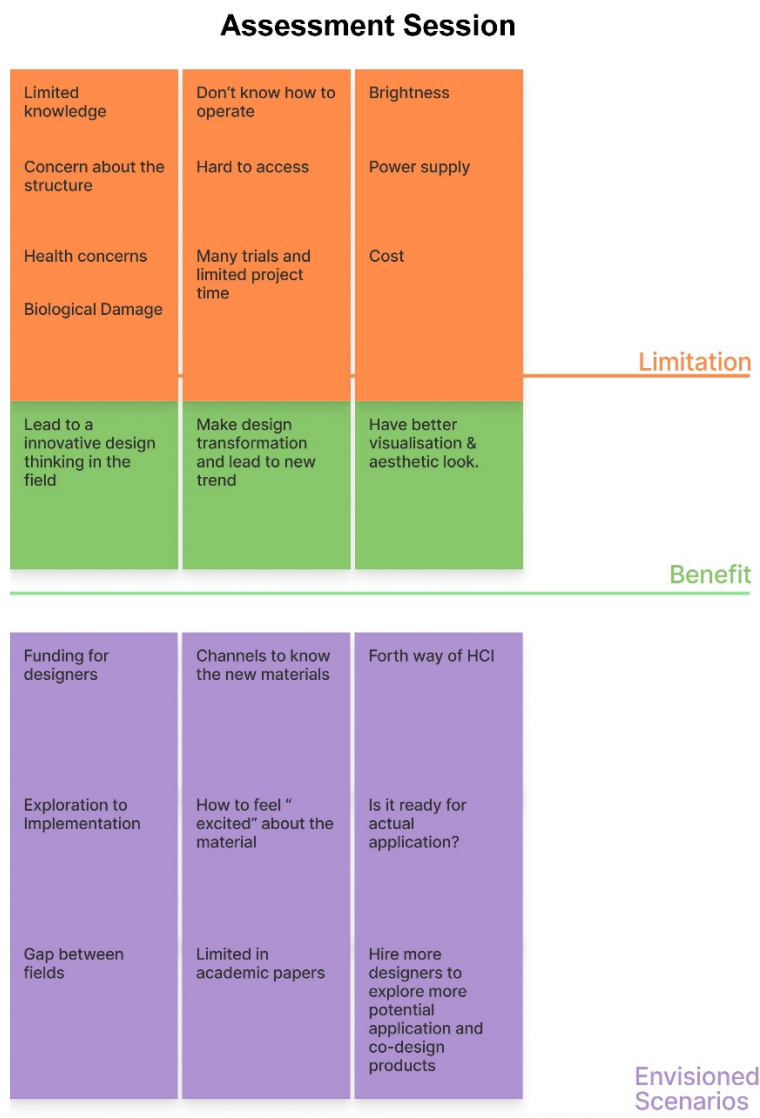 Assessment Session
Limited
knowledge
Don’t know how to
operate
Brightness
Concern about the
structure
Hard to access
Power supply
Health concerns
Many trials and
limited project
time
Cost
Biological Damage
Limitation
Lead to a
innovative design
thinking in the
field
Make design
transformation
and lead to new
trend
Have better
visualisation &
aesthetic look.
Benefit
Funding for
designers
Channels to know
the new materials
Forth way of HCI
Exploration to
Implementation
How to feel “
excited” about the
material
Is it ready for
actual
application?
Gap between
fields
Limited in
academic papers
Hire more
designers to
explore more
potential
application and
co-design
products
Envisioned
Scenarios